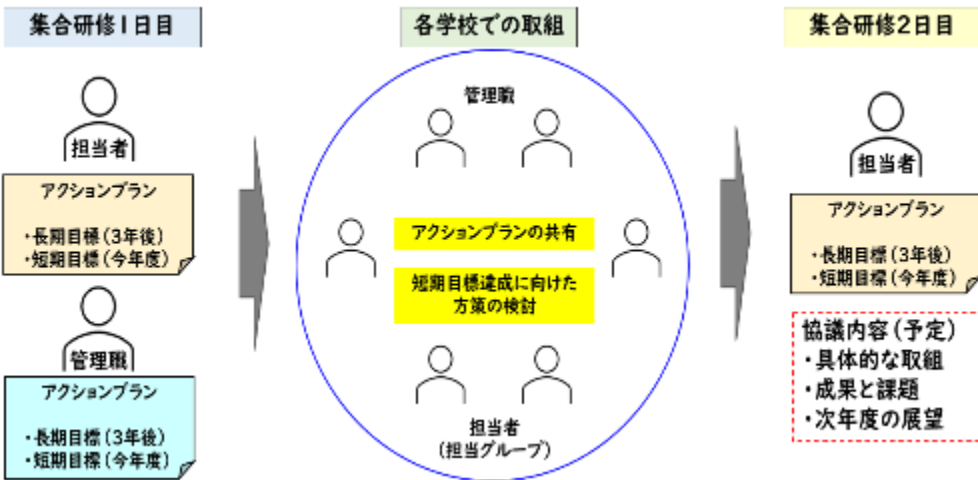 集合研修1日目
担当者
アクションプラン
・長期目標(3年後)
・短期目標(今年度)
管理職
アクションプラン
・長期目標(3年後)
・短期目標(今年度)
各学校での取組
管理職
アクションプランの共有
短期目標達成に向けた
方策の検討
担当者
(担当グループ)
集合研修2日目
担当者
アクションプラン
・長期目標(3年後)
・短期目標(今年度)
協議内容(予定)
・具体的な取組
・成果と課題
・次年度の展望